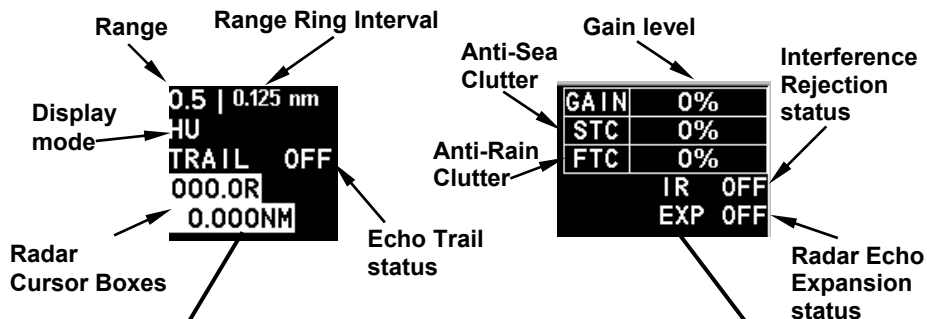 Range
Range Ring Interval
Display
mode
0.5 | 0.125 nm
HU
TRAIL OFF
000.0R
0.000NM
Radar
Cursor Boxes
Echo Trail
status
Gain level
Anti-Sea
Clutter
Anti-Rain
Clutter
Interference
Rejection
status
GAIN 0%
STC 0%
FTC 0%
IR OFF
EXP OFF
Radar Echo
Expansion
status